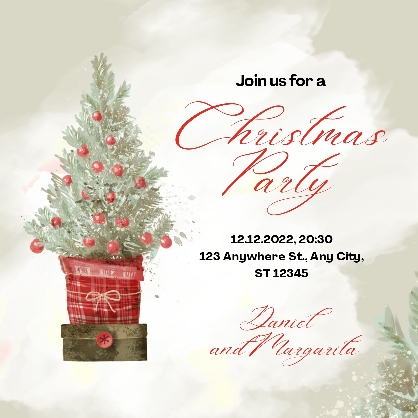 Join us for a
Christmas
Party
12.12.2022, 20:30
123 Anywhere St., Any City,
ST 12345
Daniel
and Margarita